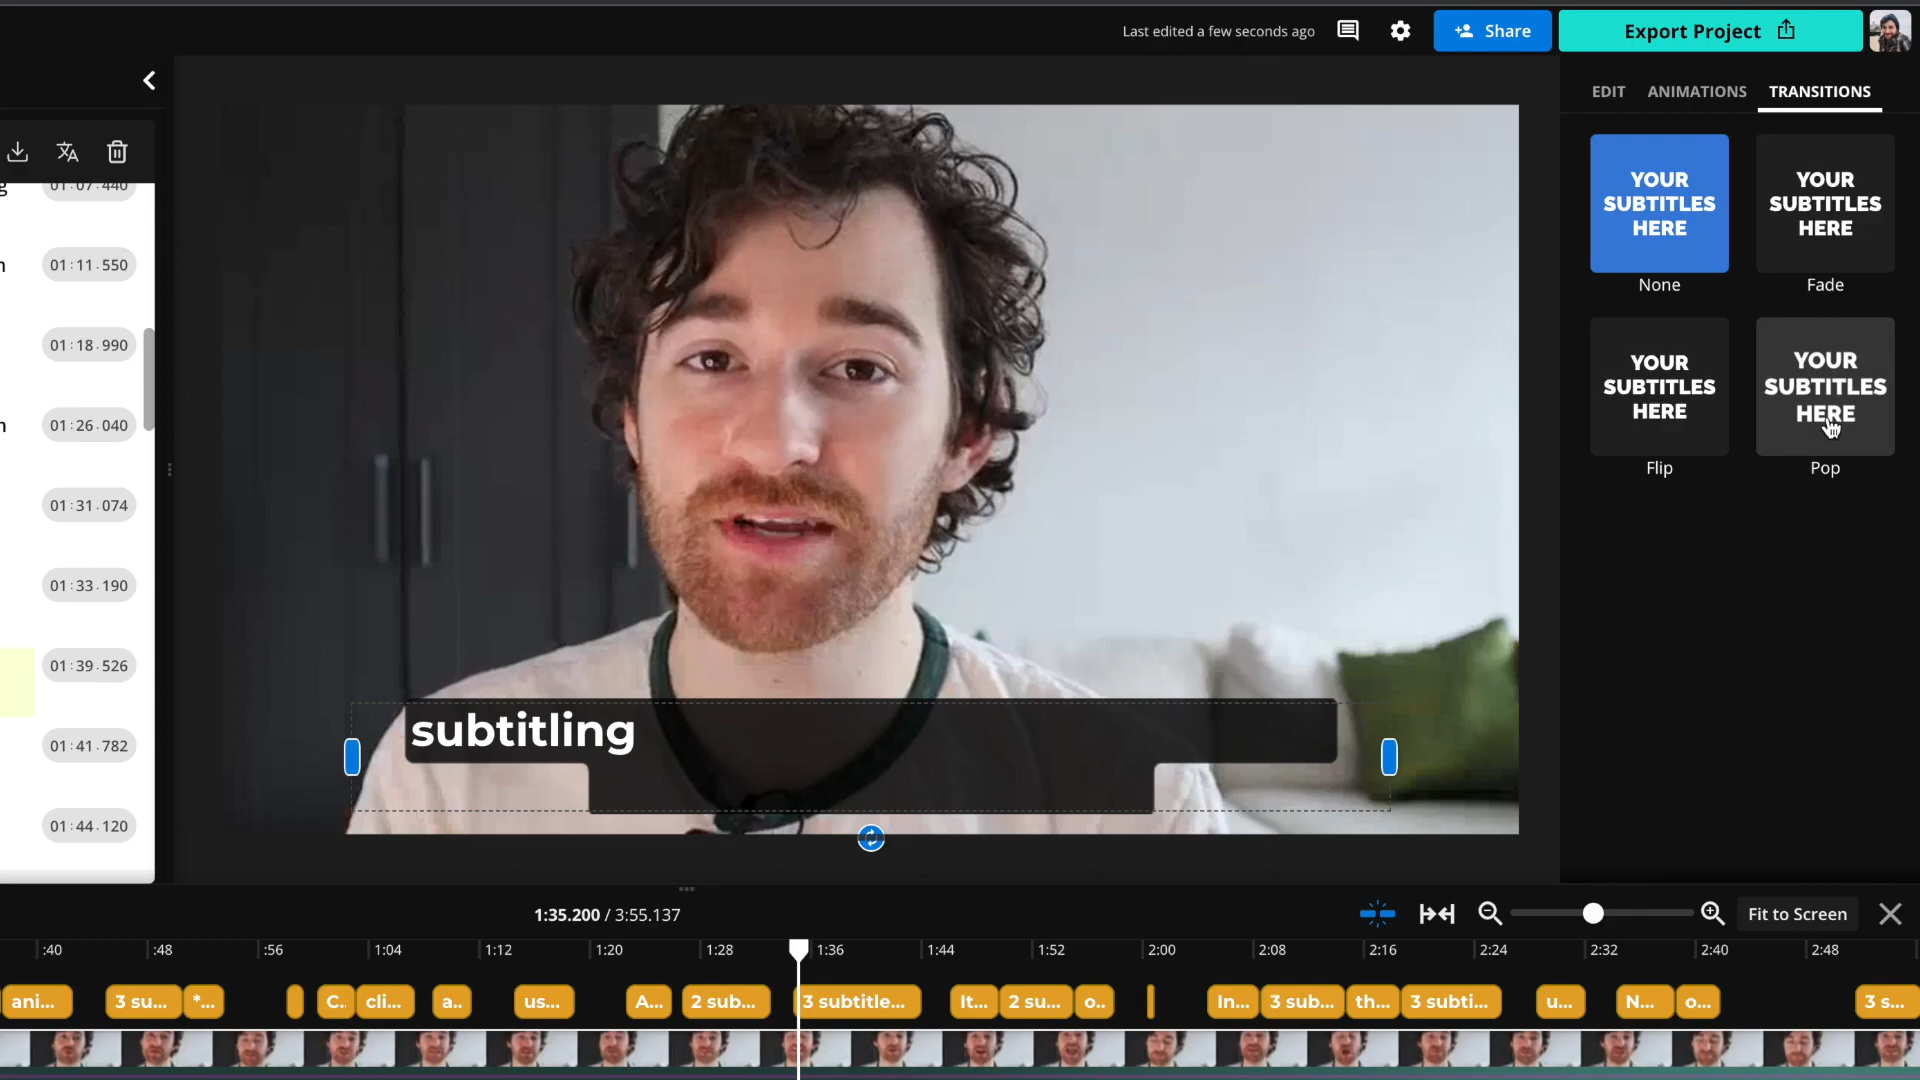 Last edited a few seconds ago
Share
Export Project
EDIT ANIMATIONS TRANSITIONS
YOUR
SUBTITLES
HERE
None
YOUR
SUBTITLES
HERE
Fade
YOUR
SUBTITLES
HERE
Flip
YOUR
SUBTITLES
HERE
Pop
g 01:07.440
n 01:11.550
01:18.990
n 01:26.040
01:31.074
01:33.190
01:39.526
01:41.782
01:44.120
subtitling
1:35.200 / 3:55.137
Fit to Screen
:40 :48 :56 1:04 1:12 1:20 1:28 1:36 1:44 1:52 2:00 2:08 2:16 2:24 2:32 2:40 2:48
ani... 3 su... *... C.. cli... a.. us... A... 2 sub... 3 subtitle... It... 2 su... o.. In... 3 sub... th... 3 subti... u... N... o... 3 s...